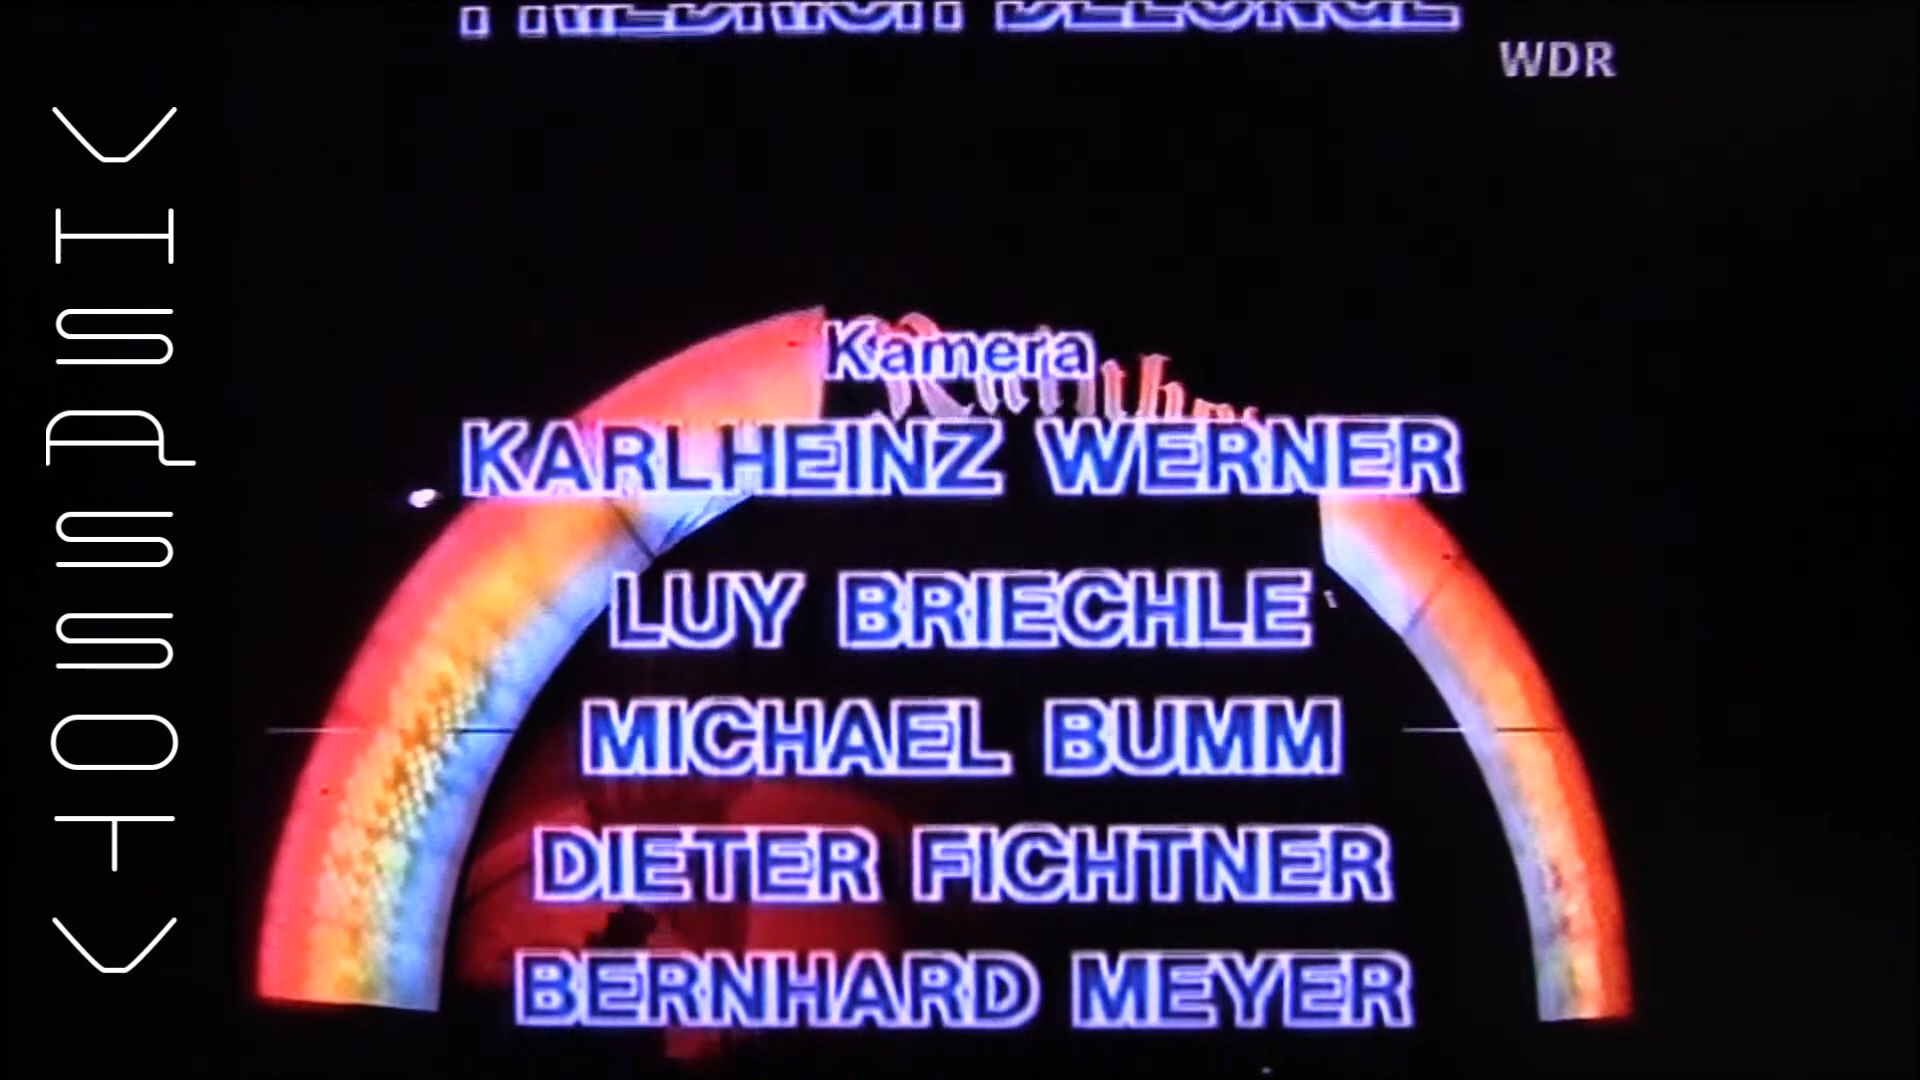 WDR
Kamera
KARLHEINZ WERNER
LUY BRIECHLE
MICHAEL BUMM
DIETER FICHTNER
BERNHARD MEYER
VHSASSOTV